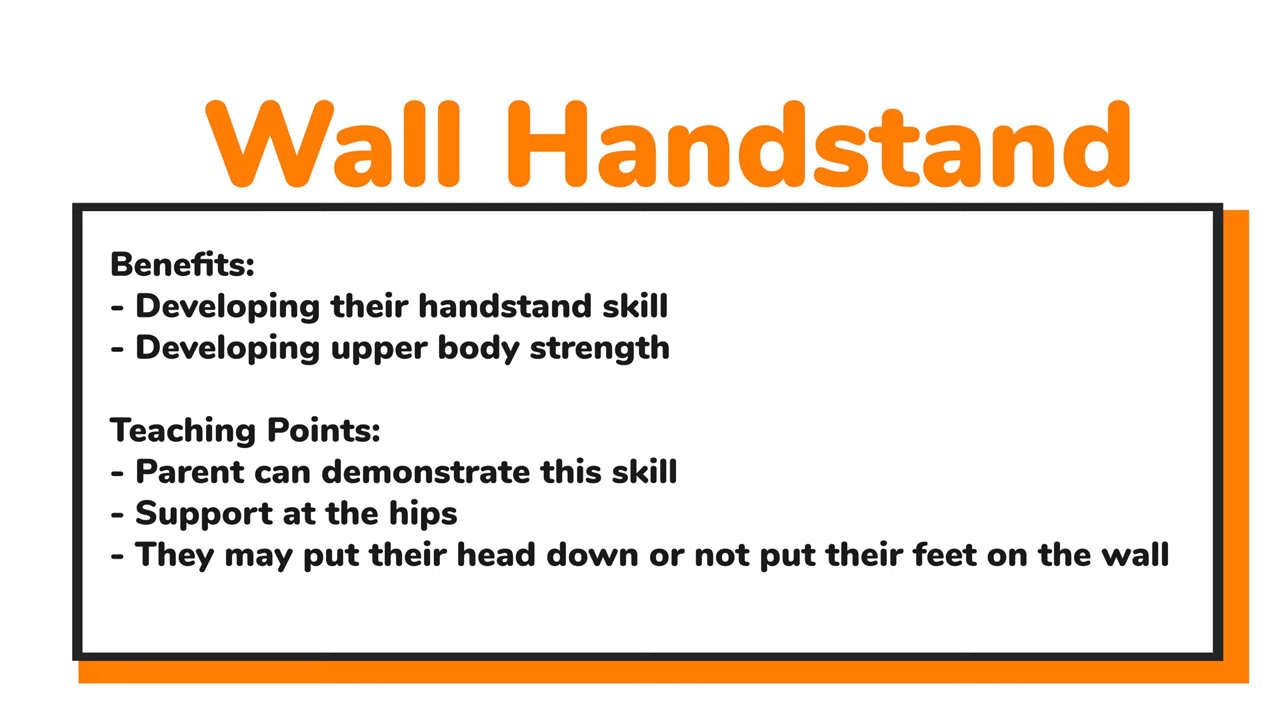 Wall Handstand
Benefits:
- Developing their handstand skill
- Developing upper body strength
Teaching Points:
- Parent can demonstrate this skill
- Support at the hips
- They may put their head down or not put their feet on the wall